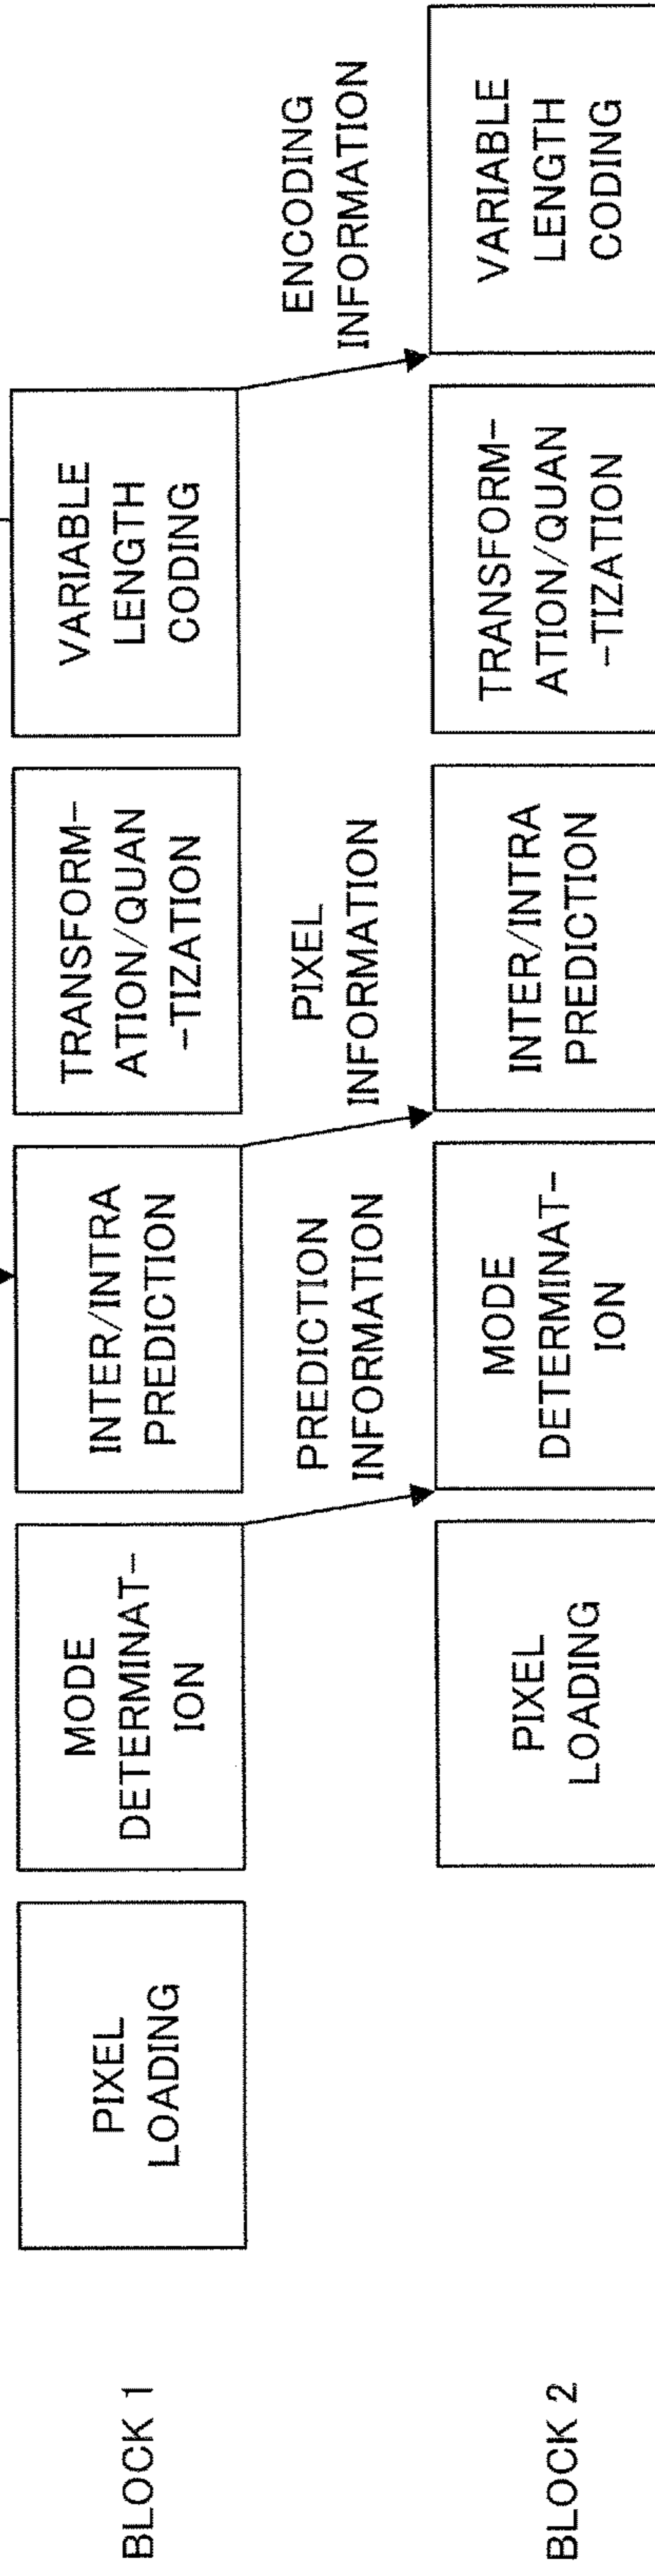 BLOCK 1
PIXEL
LOADING
MODE
DETERMINAT-
ION
INTER/INTRA
PREDICTION
TRANSFORM-
ATION/QUAN
-TIZATION
VARIABLE
LENGTH
CODING
PREDICTION
INFORMATION
PIXEL
INFORMATION
ENCODING
INFORMATION
BLOCK 2
PIXEL
LOADING
MODE
DETERMINAT-
ION
INTER/INTRA
PREDICTION
TRANSFORM-
ATION/QUAN
-TIZATION
VARIABLE
LENGTH
CODING